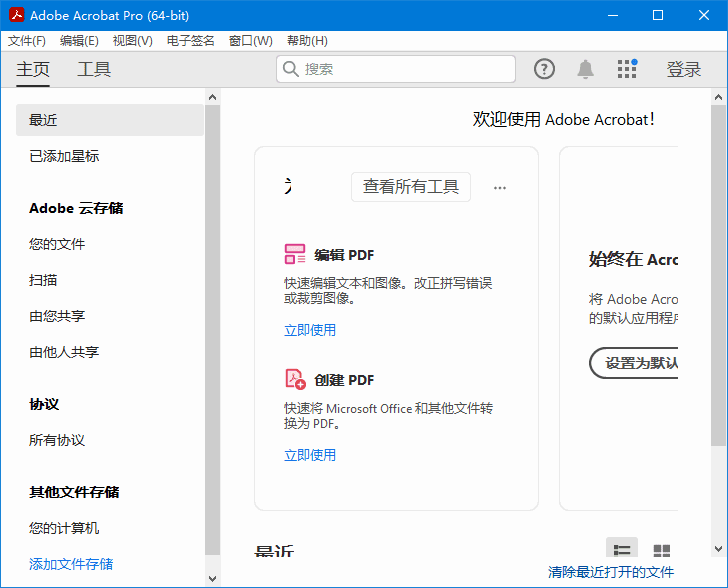 Adobe Acrobat Pro (64-bit)
文件(F) 编辑(E) 视图(V) 电子签名 窗口(W) 帮助(H)
主页 工具 搜索 登录
最近
已添加星标
Adobe 云存储
您的文件
扫描
由您共享
由他人共享
协议
所有协议
其他文件存储
您的计算机
添加文件存储
欢迎使用 Adobe Acrobat!
查看所有工具 ...
编辑 PDF
快速编辑文本和图像。改正拼写错误
或裁剪图像。
立即使用
创建 PDF
快速将 Microsoft Office 和其他文件转
换为 PDF。
立即使用
始终在 Acro
将 Adobe Acro
的默认应用程序
设置为默认
最近
清除最近打开的文件